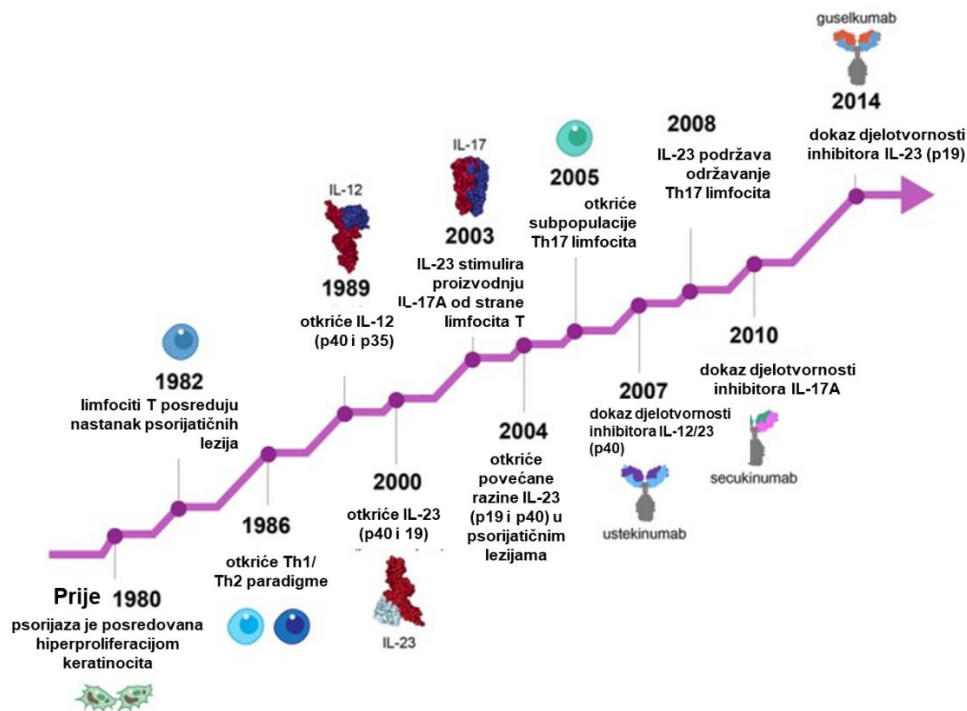 Prije 1980
psorijaza je posredovana
hiperproliferacijom
keratinocita
1982
limfociti T posreduju
nastanak psorijatičnih
lezija
1986
otkriće Th1/
Th2 paradigme
IL-12
1989
otkriće IL-12
(p40 i p35)
2000
otkriće IL-23
(p40 i 19)
IL-23
IL-17
2003
IL-23 stimulira
proizvodnju
IL-17A od strane
limfocita T
2004
otkriće
povećane
razine IL-23
(p19 i p40) u
psorijatičnim
lezijama
2005
otkriće
subpopulacije
Th17 limfocita
2007
dokaz djelotvornosti
inhibitora IL-12/23
(p40)
ustekinumab
2008
IL-23 podržava
održavanje
Th17 limfocita
2010
dokaz djelotvornosti
inhibitora IL-17A
secukinumab
guselkumab
2014
dokaz djelotvornosti
inhibitora IL-23 (p19)